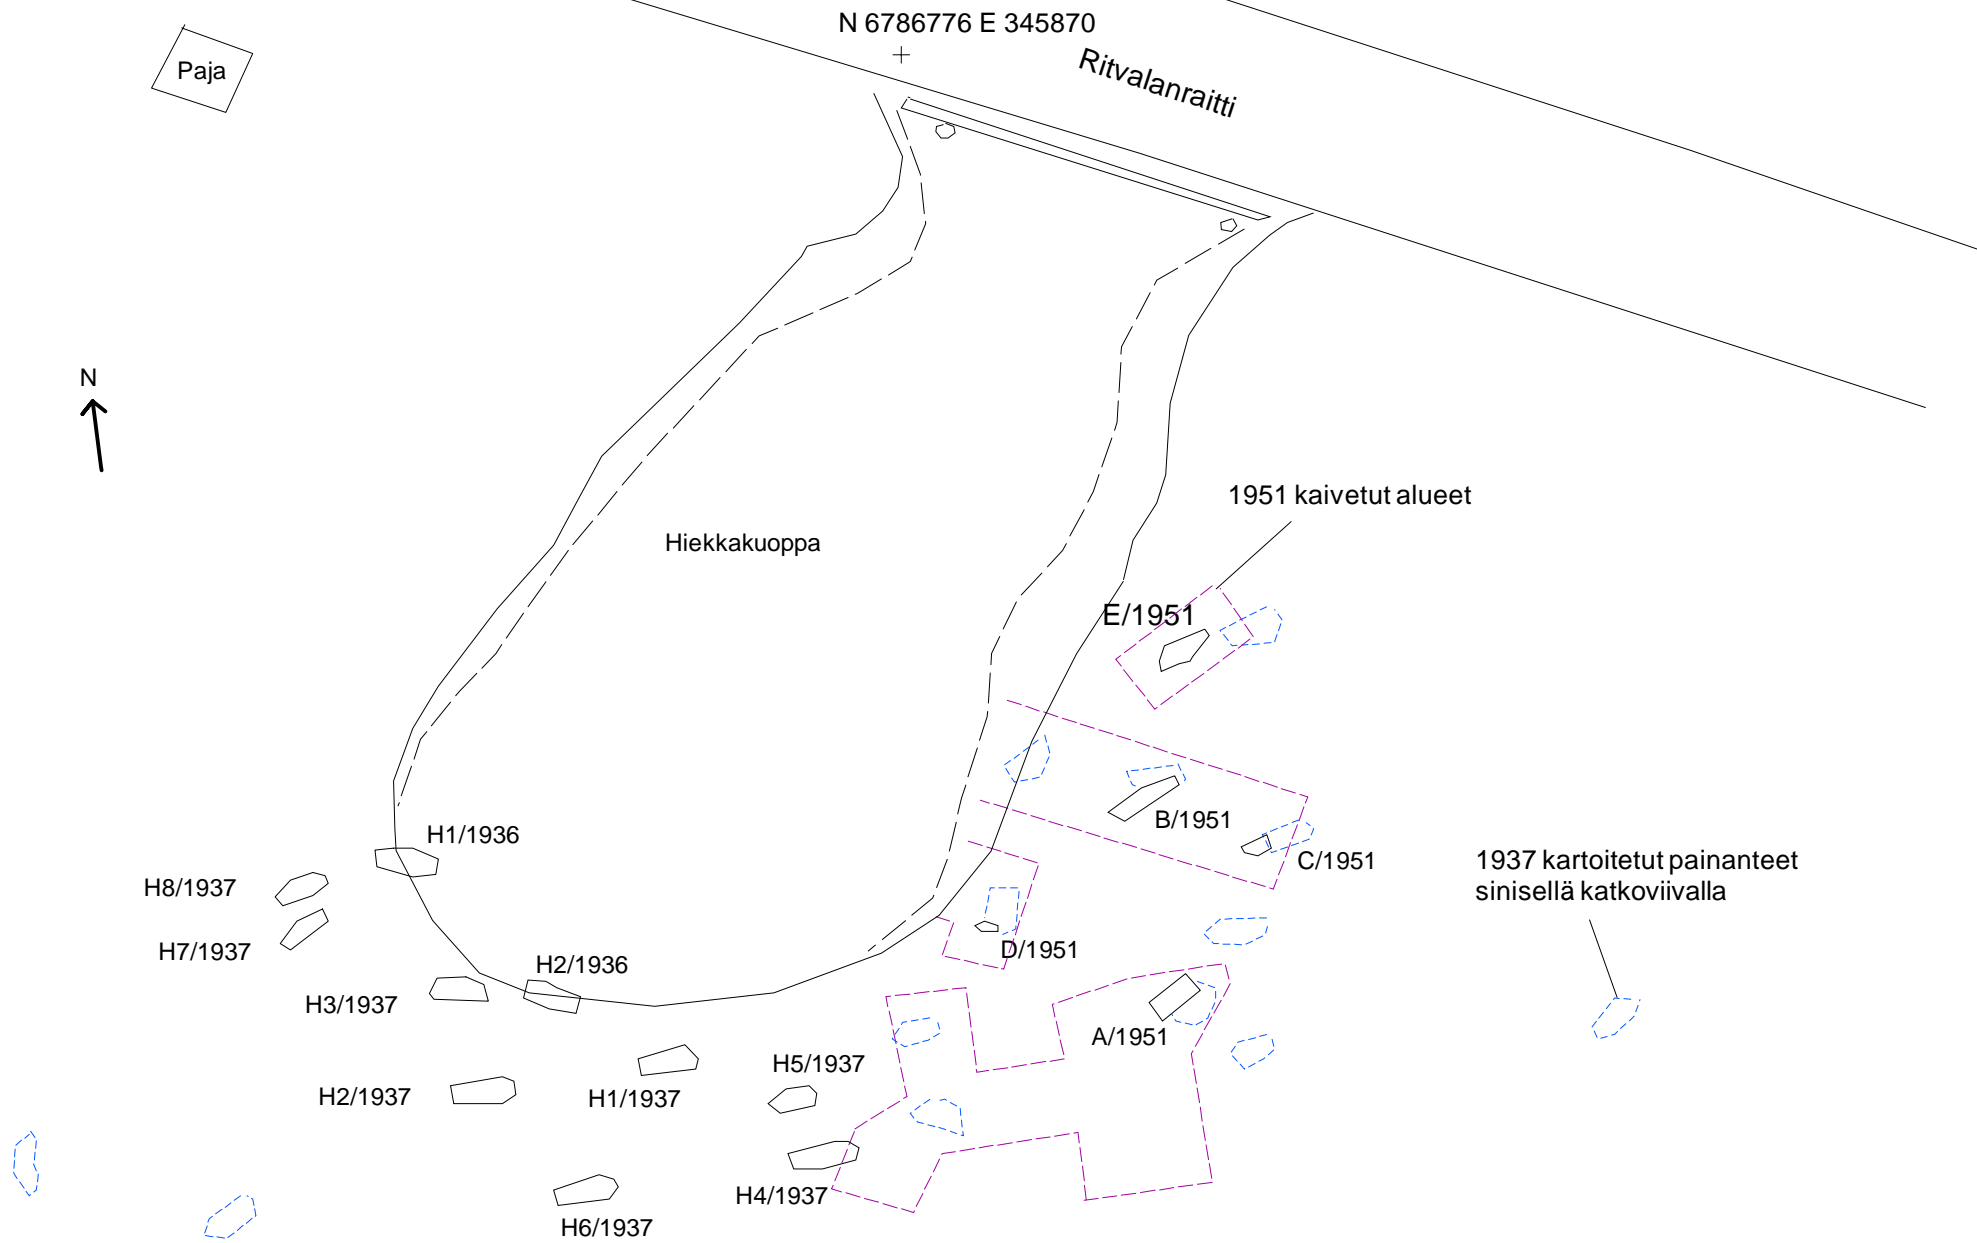 N 6786776 E 345870
Ritvalanraitti
Paja
N
1951 kaivetut alueet
Hiekkakuoppa
E/1951
B/1951
H1/1936
C/1951
1937 kartoitetut painanteet
sinisellä katkoviivalla
H8/1937
H7/1937
D/1951
H2/1936
H3/1937
A/1951
H5/1937
H2/1937
H1/1937
H4/1937
H6/1937